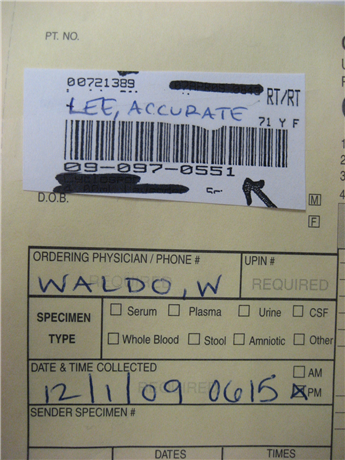 PT. NO.
00721389 RT/RT
LEE, ACCURATE
71 Y F
09-097-0551
D.O.B.
M
F
ORDERING PHYSICIAN / PHONE # UPIN #
WALDO, W REQUIRED REQUIRED
SPECIMEN TYPE
Serum Plasma Urine CSF
Whole Blood Stool Amniotic Other
DATE & TIME COLLECTED AM
12/1/09 0615 REQUIRED PM
SENDER SPECIMEN #
DATES TIMES